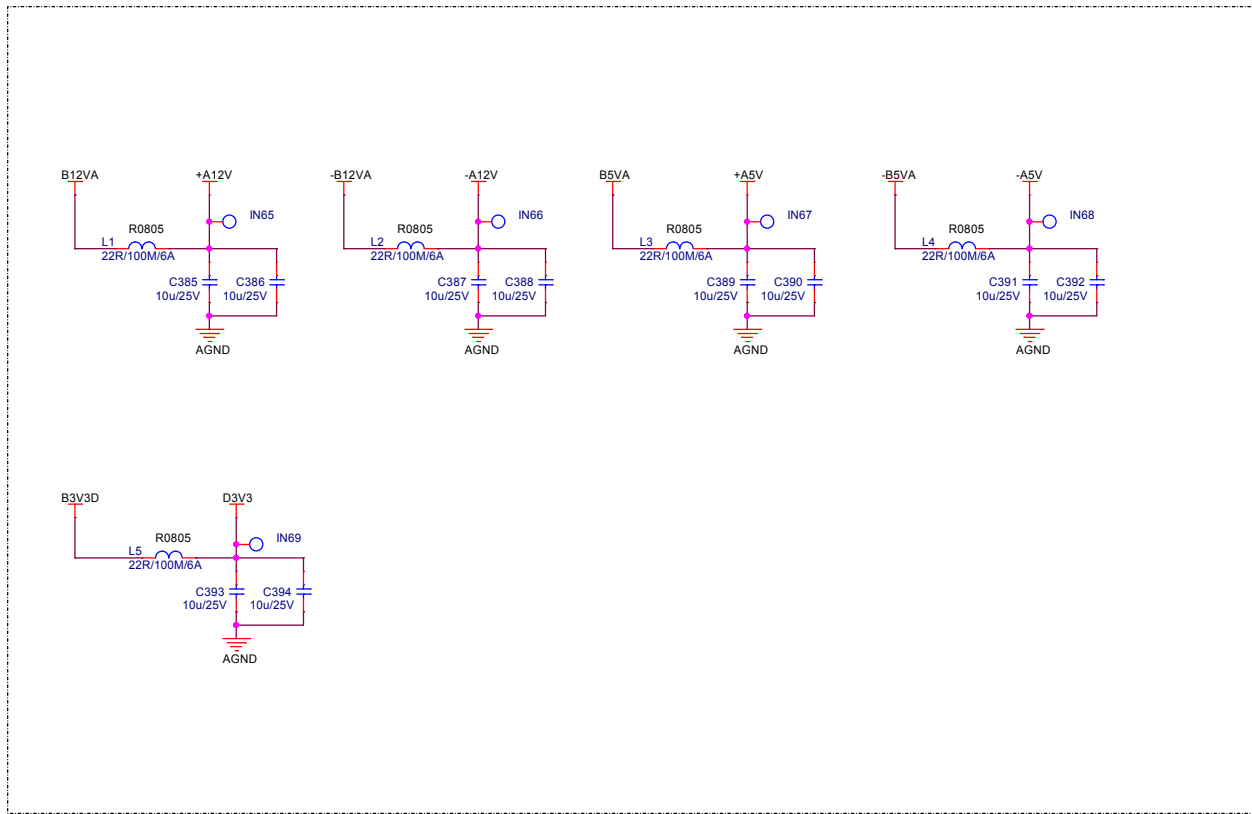 B12VA
+A12V
IN65
R0805
L1
22R/100M/6A
C385
10u/25V
C386
10u/25V
AGND
-B12VA
-A12V
IN66
R0805
L2
22R/100M/6A
C387
10u/25V
C388
10u/25V
AGND
B5VA
+A5V
IN67
R0805
L3
22R/100M/6A
C389
10u/25V
C390
10u/25V
AGND
-B5VA
-A5V
IN68
R0805
L4
22R/100M/6A
C391
10u/25V
C392
10u/25V
AGND
B3V3D
D3V3
IN69
R0805
L5
22R/100M/6A
C393
10u/25V
C394
10u/25V
AGND